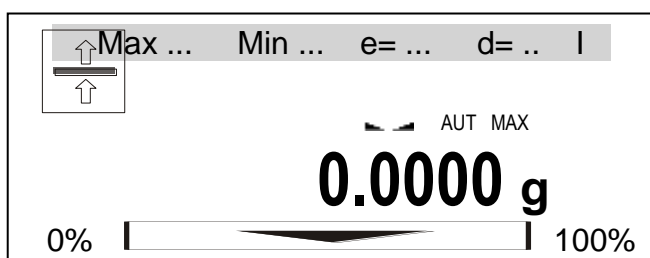 Max ... Min ... e= ... d= .. I
AUT MAX
0.0000 g
0% 100%